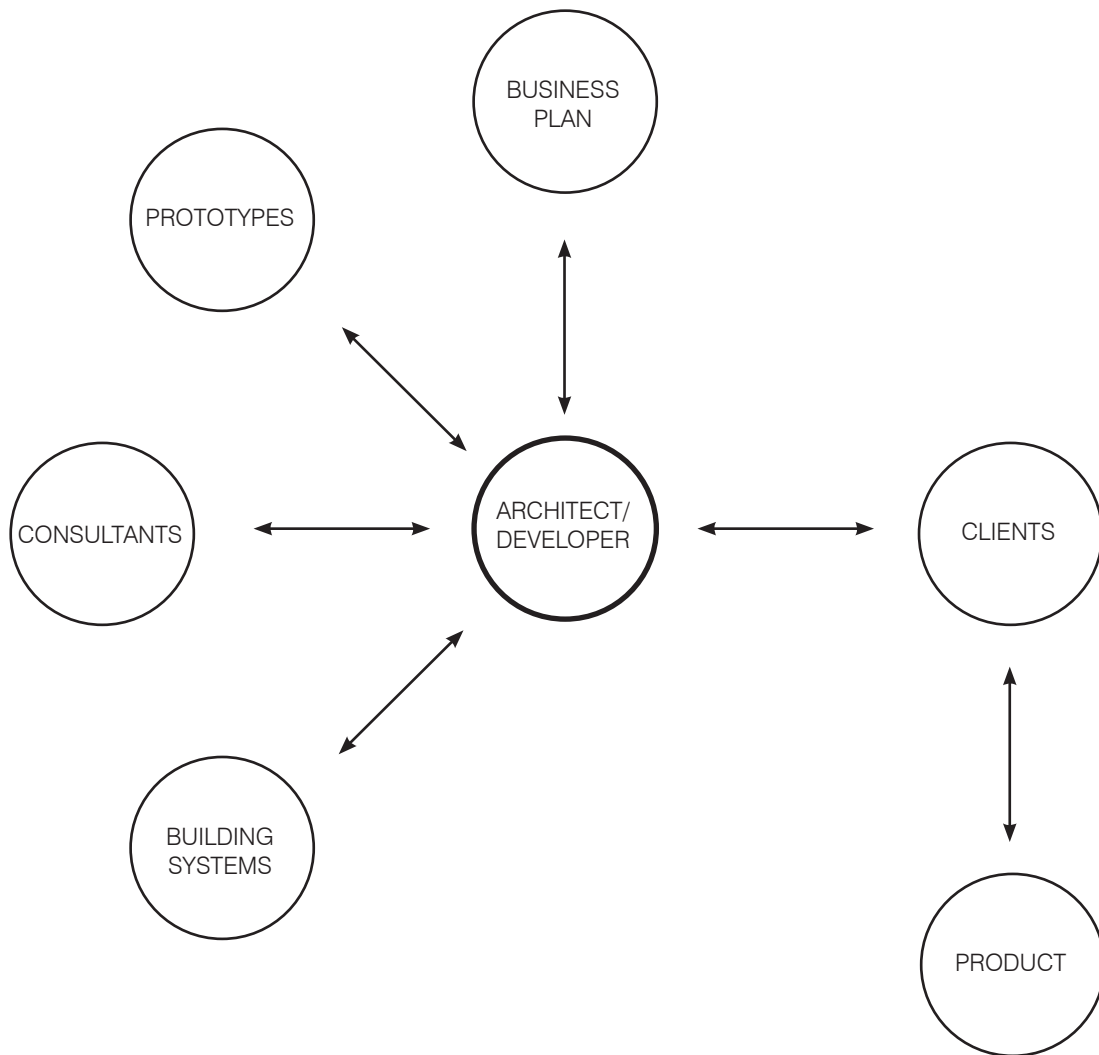 BUSINESS
PLAN
PROTOTYPES
CONSULTANTS
ARCHITECT/
DEVELOPER
CLIENTS
BUILDING
SYSTEMS
PRODUCT